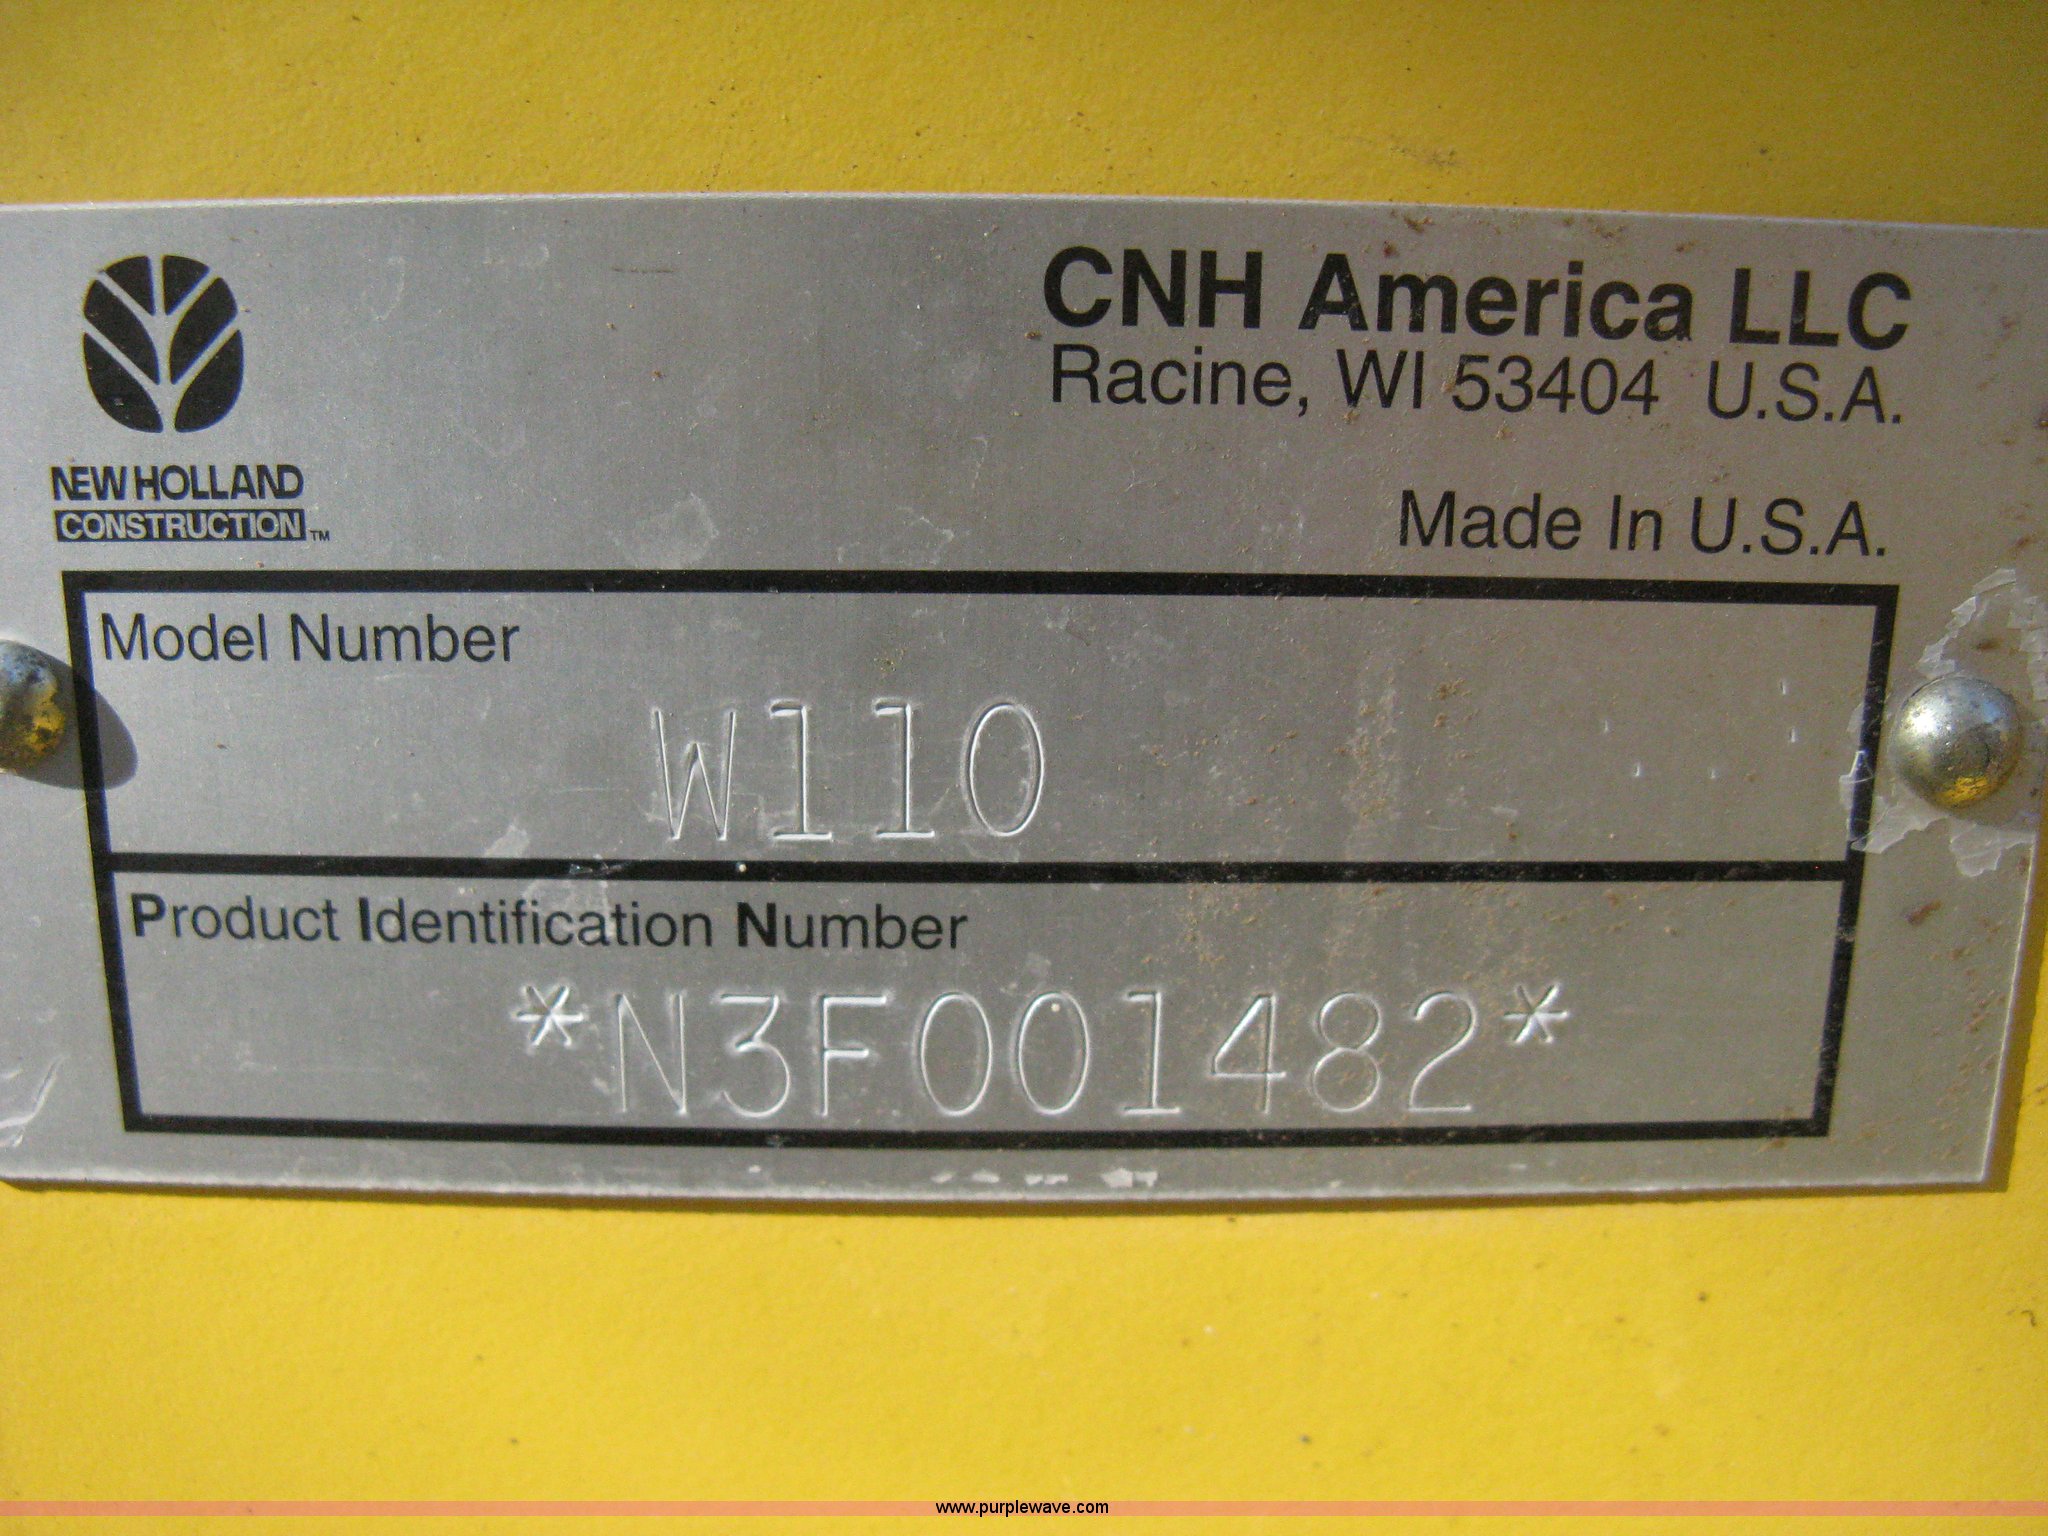 CNH America LLC
Racine, WI 53404 U.S.A.
NEW HOLLAND
CONSTRUCTION™
Made In U.S.A.
Model Number
W110
Product Identification Number
*N3F001482*
www.purplewave.com